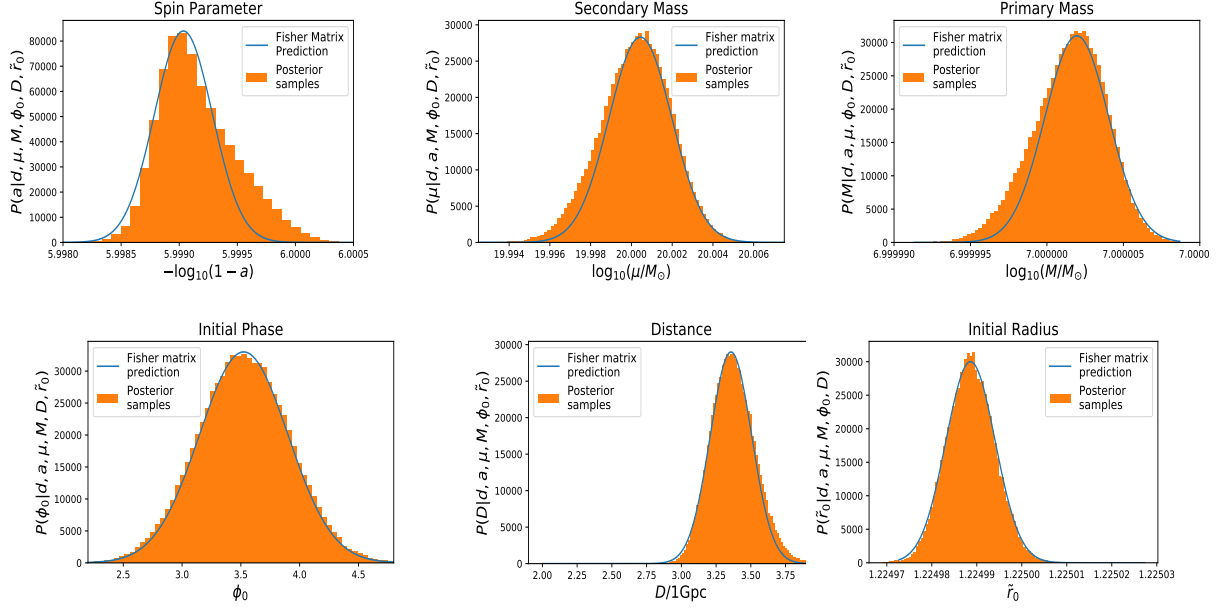 Spin Parameter
P(a|d, μ, M, ϕ₀, D, r̃₀)
80000
70000
60000
50000
40000
30000
20000
10000
0
Fisher Matrix
Prediction
Posterior
samples
5.9980 5.9985 5.9990 5.9995 6.0000 6.0005
−log₁₀(1 − a)
Secondary Mass
P(μ|d, a, M, ϕ₀, D, r̃₀)
30000
25000
20000
15000
10000
5000
0
Fisher matrix
prediction
Posterior
samples
19.994 19.996 19.998 20.000 20.002 20.004 20.006
log₁₀(μ/M⊙)
Primary Mass
P(M|d, a, μ, ϕ₀, D, r̃₀)
30000
25000
20000
15000
10000
5000
0
Fisher matrix
prediction
Posterior
samples
6.999990 6.999995 7.000000 7.000005 7.0000
log₁₀(M/M⊙)
Initial Phase
P(ϕ₀|d, a, μ, M, D, r̃₀)
30000
25000
20000
15000
10000
5000
0
Fisher matrix
prediction
Posterior
samples
2.5 3.0 3.5 4.0 4.5
ϕ₀
Distance
P(D|d, a, μ, M, ϕ₀, r̃₀)
30000
25000
20000
15000
10000
5000
0
Fisher matrix
prediction
Posterior
samples
2.00 2.25 2.50 2.75 3.00 3.25 3.50 3.75
D/1Gpc
Initial Radius
P(r̃₀|d, a, μ, M, ϕ₀, D)
30000
25000
20000
15000
10000
5000
0
Fisher matrix
prediction
Posterior
samples
1.22497 1.22498 1.22499 1.22500 1.22501 1.22502 1.22503
r̃₀